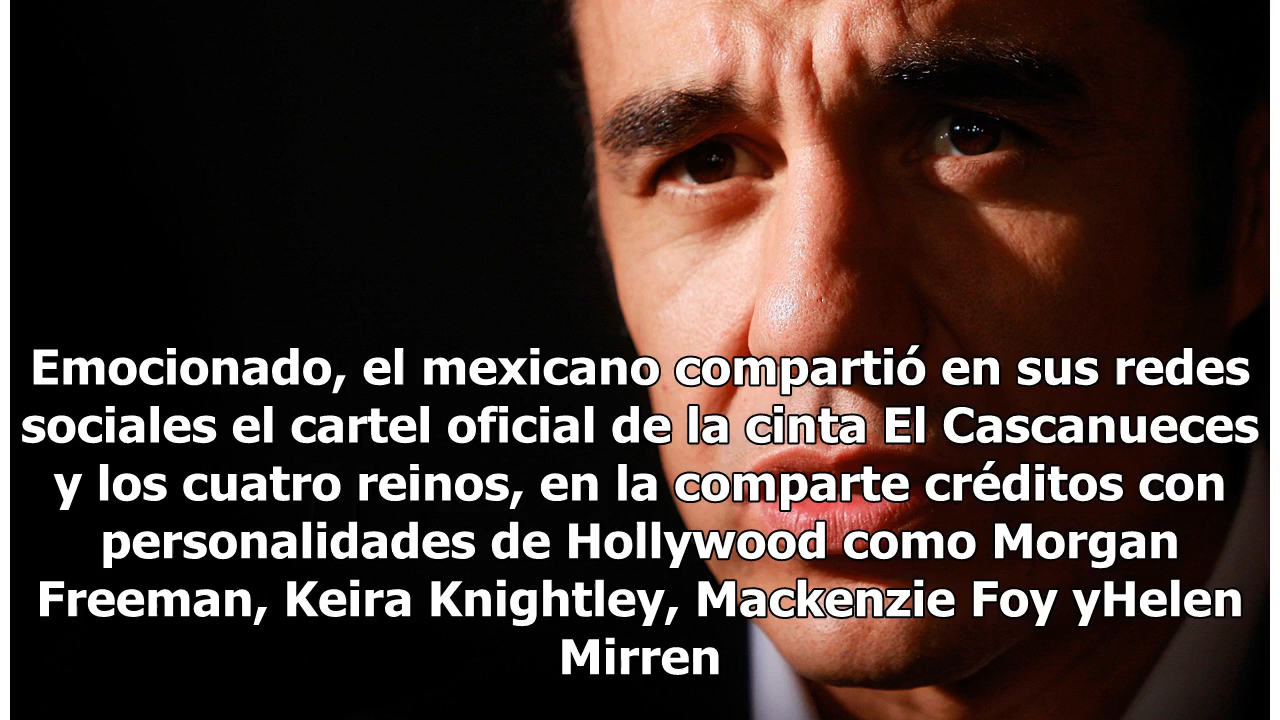 Emocionado, el mexicano compartió en sus redes
sociales el cartel oficial de la cinta El Cascanueces
y los cuatro reinos, en la comparte créditos con
personalidades de Hollywood como Morgan
Freeman, Keira Knightley, Mackenzie Foy yHelen
Mirren